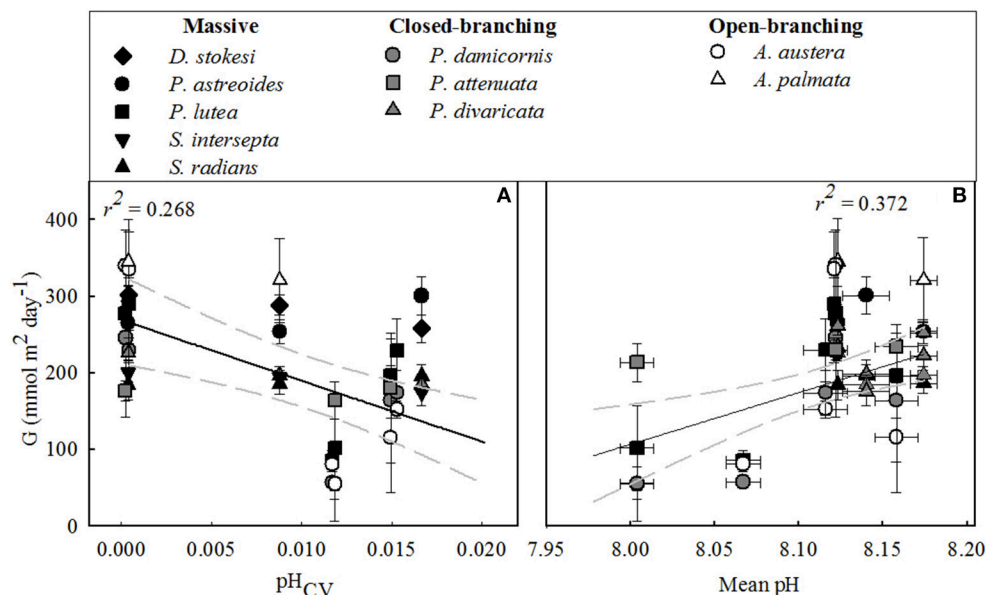 Massive
Closed-branching
Open-branching
D. stokesi
P. damicornis
A. austera
P. astreoides
P. attenuata
A. palmata
P. lutea
P. divaricata
S. intersepta
S. radians
r² = 0.268
A
r² = 0.372
B
400
300
200
100
0
G (mmol m² day⁻¹)
0.000
0.005
0.010
0.015
0.020
7.95
8.00
8.05
8.10
8.15
8.20
pH_CV
Mean pH